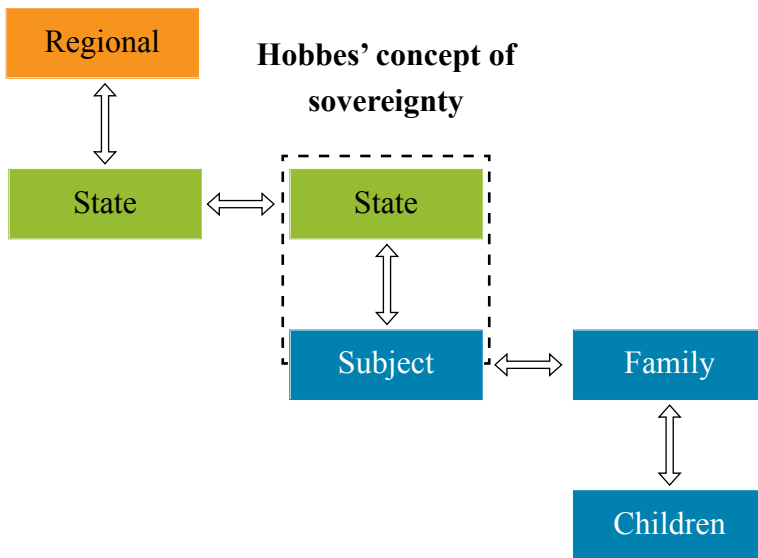 Regional
Hobbes’ concept of
sovereignty
State
State
Subject
Family
Children